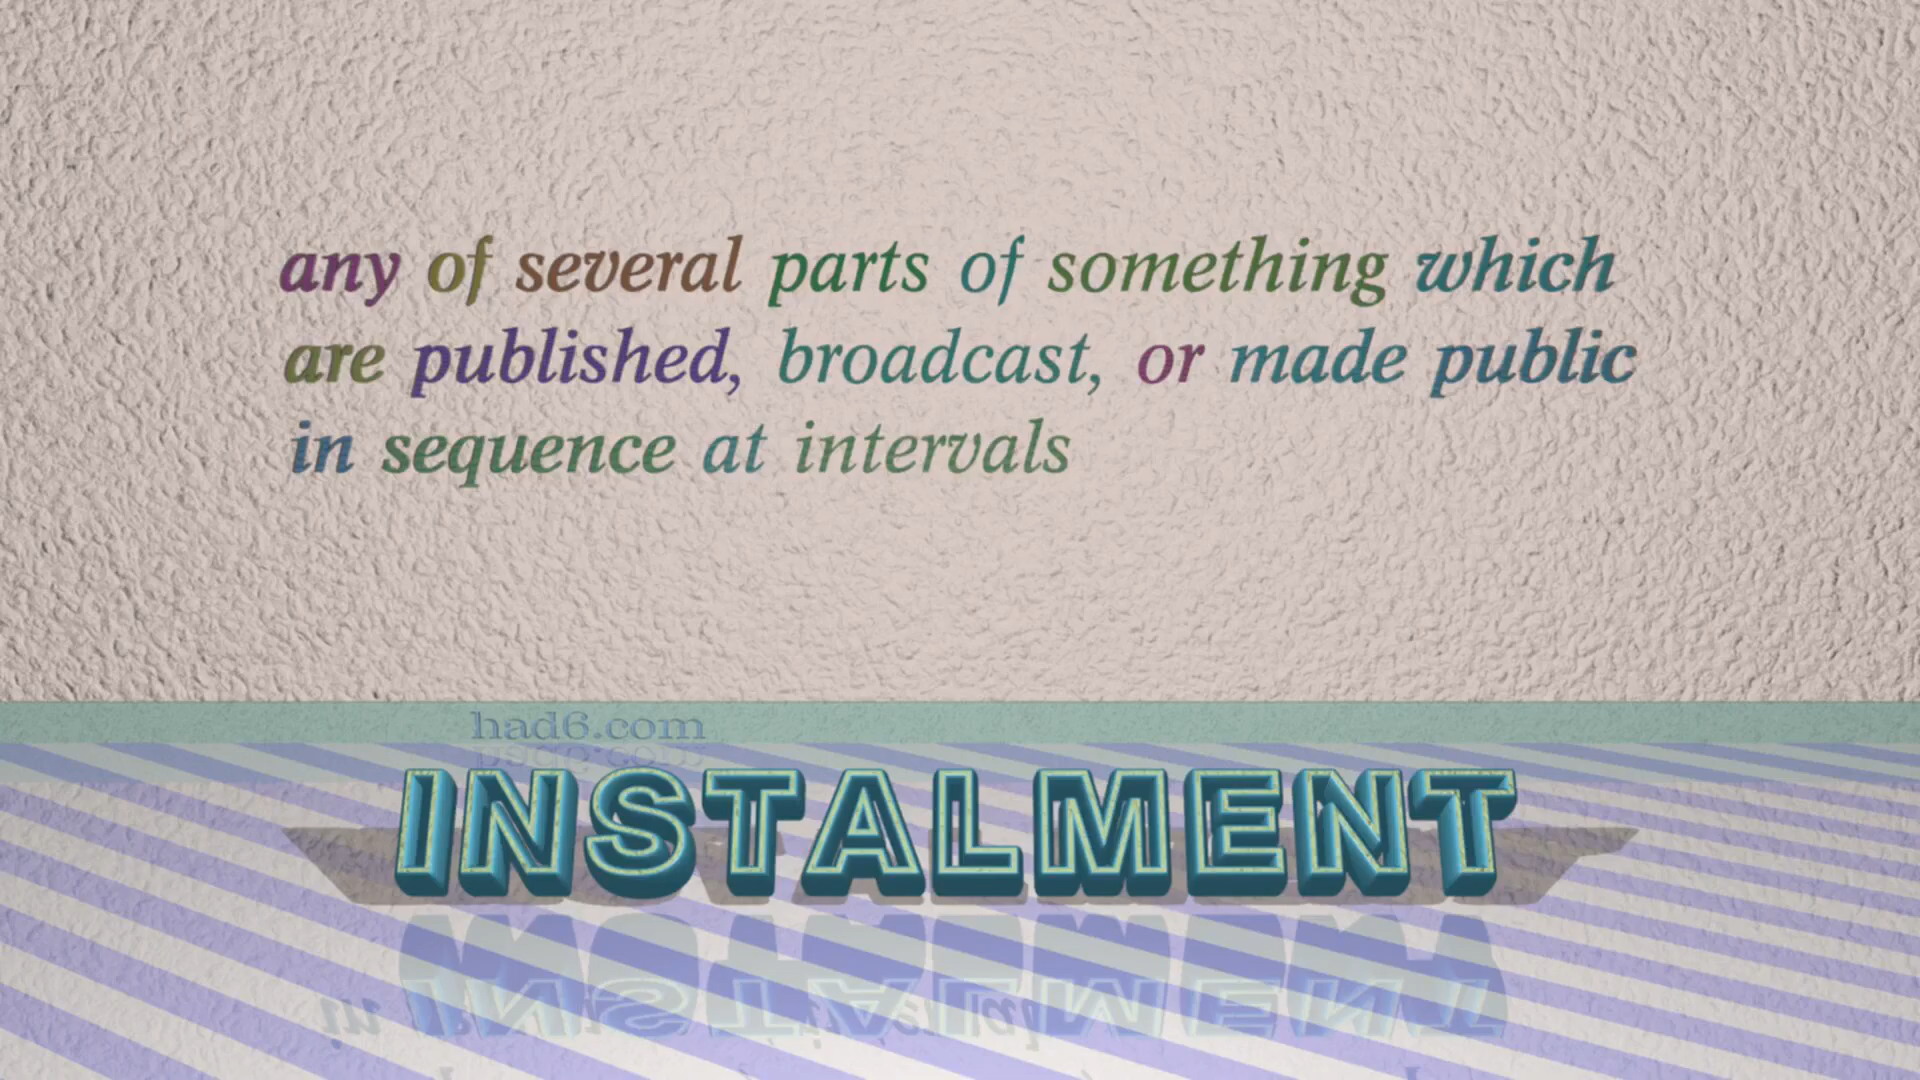 any of several parts of something which
are published, broadcast, or made public
in sequence at intervals
had6.com
INSTALMENT